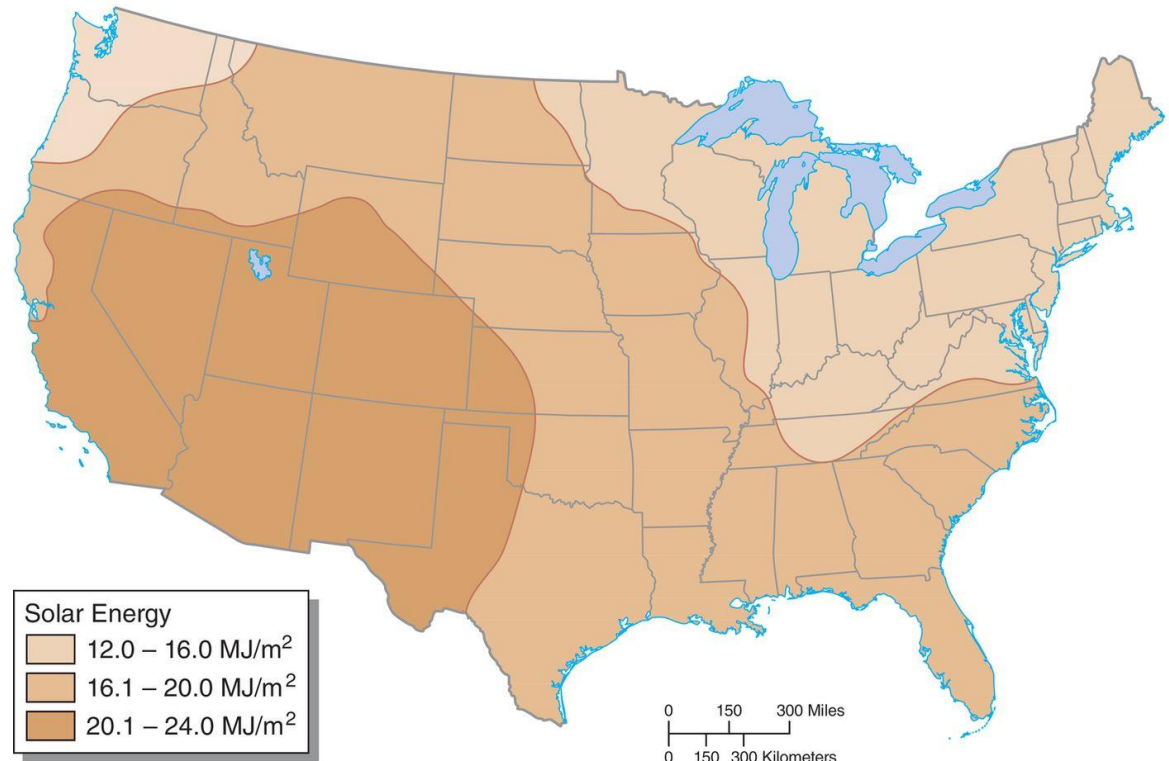 Solar Energy
12.0 – 16.0 MJ/m²
16.1 – 20.0 MJ/m²
20.1 – 24.0 MJ/m²
0 150 300 Miles
0 150 300 Kilometers